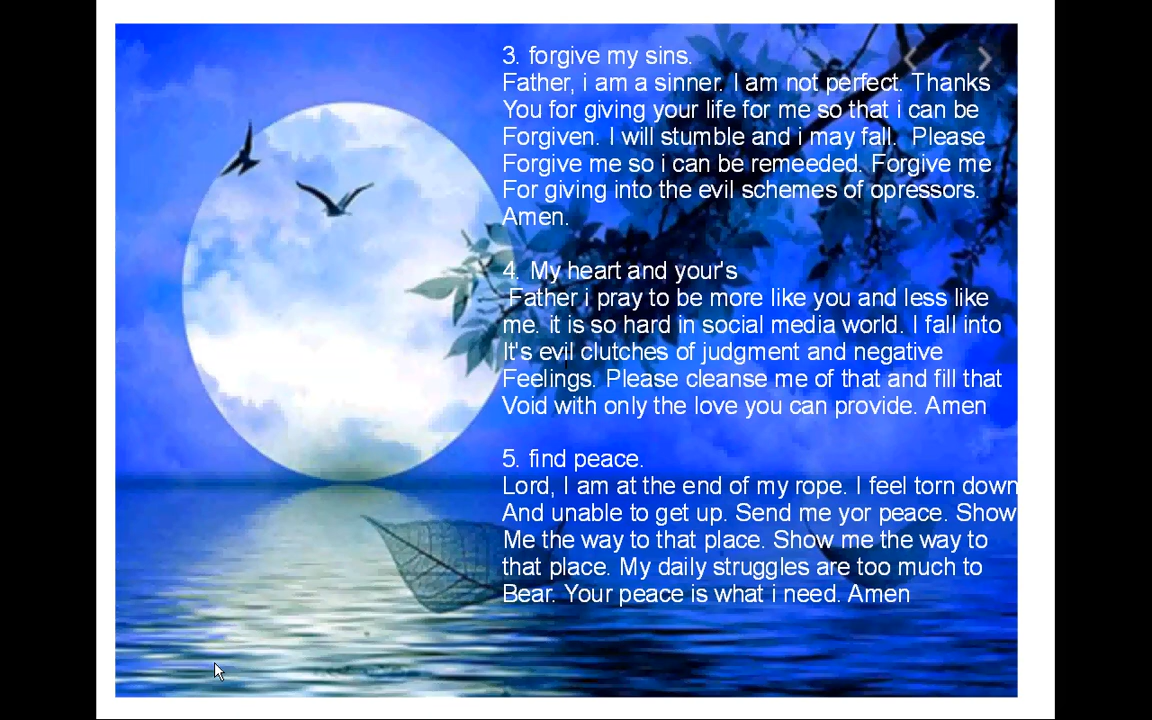 3. forgive my sins.
Father, i am a sinner. I am not perfect. Thanks
You for giving your life for me so that i can be
Forgiven. I will stumble and i may fall.  Please
Forgive me so i can be remeeded. Forgive me
For giving into the evil schemes of opressors.
Amen.
4. My heart and your's
Father i pray to be more like you and less like
me. it is so hard in social media world. I fall into
It's evil clutches of judgment and negative
Feelings. Please cleanse me of that and fill that
Void with only the love you can provide. Amen
5. find peace.
Lord, I am at the end of my rope. I feel torn down
And unable to get up. Send me yor peace. Show
Me the way to that place. Show me the way to
that place. My daily struggles are too much to
Bear. Your peace is what i need. Amen